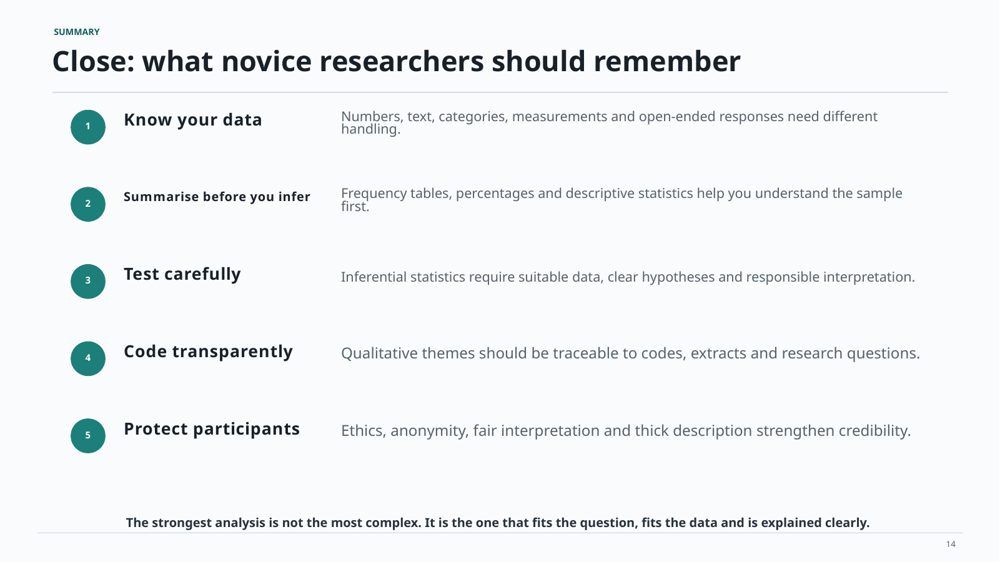 SUMMARY
Close: what novice researchers should remember
1
Know your data
Numbers, text, categories, measurements and open-ended responses need different
handling.
2
Summarise before you infer
Frequency tables, percentages and descriptive statistics help you understand the sample
first.
3
Test carefully
Inferential statistics require suitable data, clear hypotheses and responsible interpretation.
4
Code transparently
Qualitative themes should be traceable to codes, extracts and research questions.
5
Protect participants
Ethics, anonymity, fair interpretation and thick description strengthen credibility.
The strongest analysis is not the most complex. It is the one that fits the question, fits the data and is explained clearly.
14